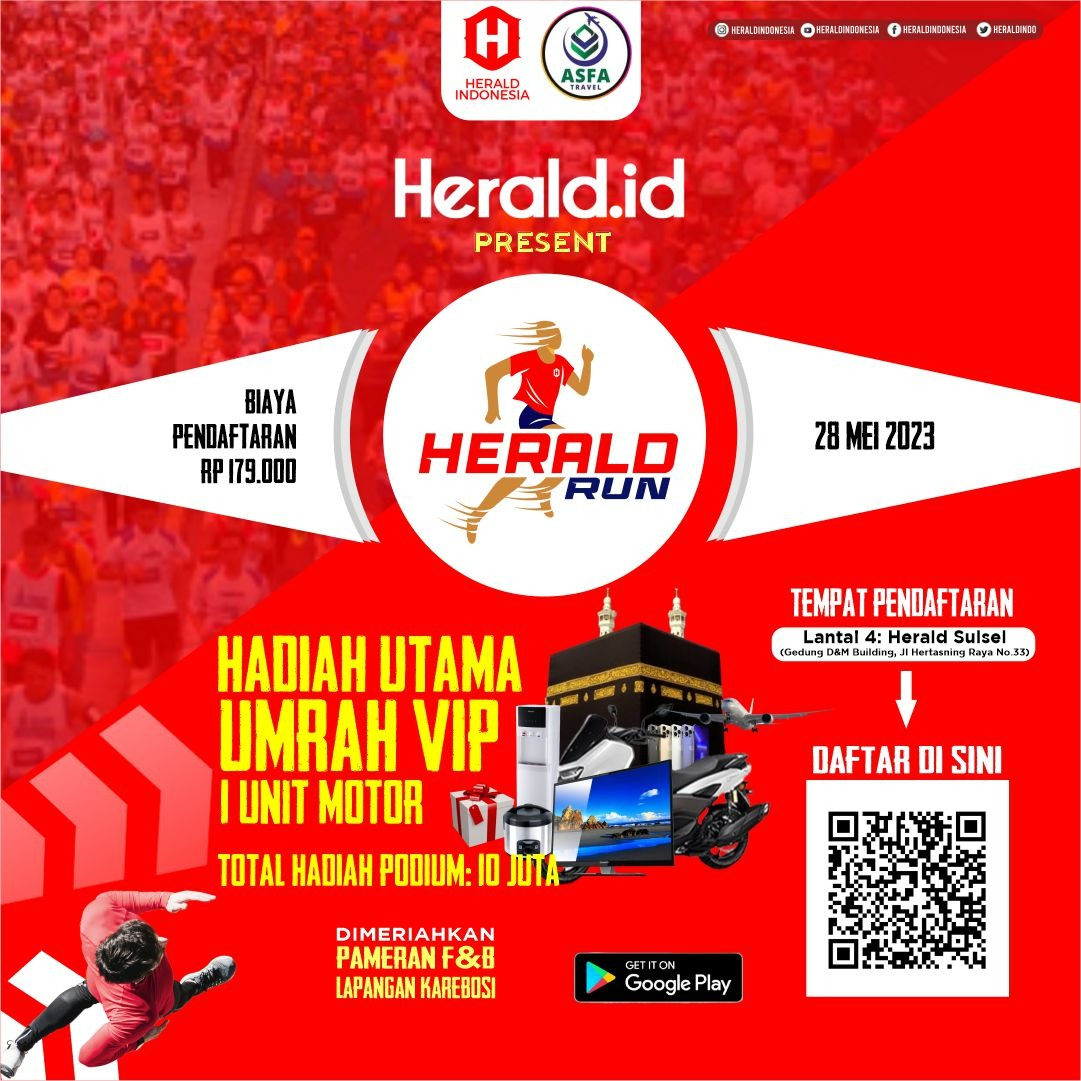 HERALDINDONESIA HERALDINDONESIA HERALDINDONESIA HERALDINDO
HERALD
INDONESIA
ASFA
TRAVEL
Herald.id
PRESENT
BIAYA
PENDAFTARAN
RP 179.000
HERALD
RUN
28 MEI 2023
TEMPAT PENDAFTARAN
Lantal 4: Herald Sulsel
(Gedung D&M Building, Jl Hertasning Raya No.33)
DAFTAR DI SINI
HADIAH UTAMA
UMRAH VIP
1 UNIT MOTOR
TOTAL HADIAH PODIUM: 10 JUTA
DIMERIAHKAN
PAMERAN F&B
LAPANGAN KAREBOSI
GET IT ON
Google Play